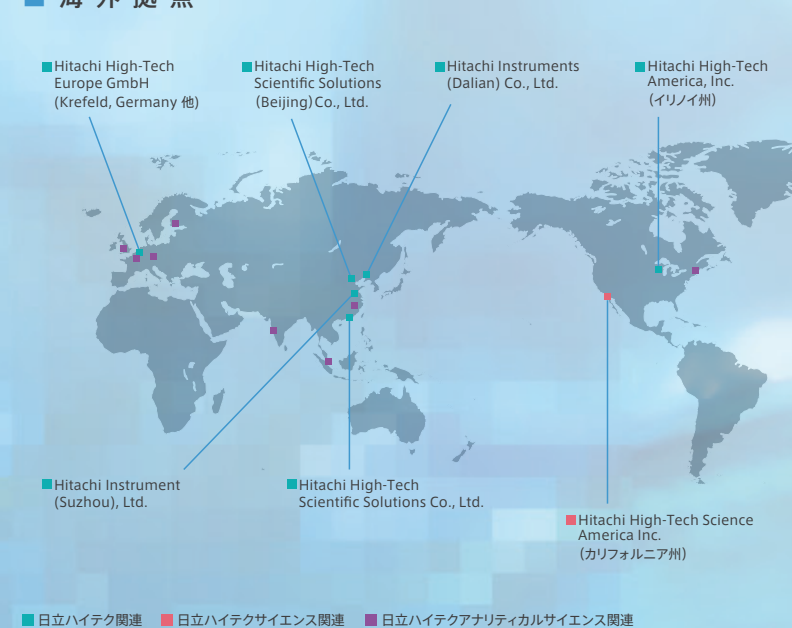 海外拠点
Hitachi High-Tech
Europe GmbH
(Krefeld, Germany 他)
Hitachi High-Tech
Scientific Solutions
(Beijing)Co., Ltd.
Hitachi Instruments
(Dalian) Co., Ltd.
Hitachi High-Tech
America, Inc.
(イリノイ州)
Hitachi Instrument
(Suzhou), Ltd.
Hitachi High-Tech
Scientific Solutions Co., Ltd.
Hitachi High-Tech Science
America Inc.
(カリフォルニア州)
日立ハイテク関連 日立ハイテクサイエンス関連 日立ハイテクアナリティカルサイエンス関連